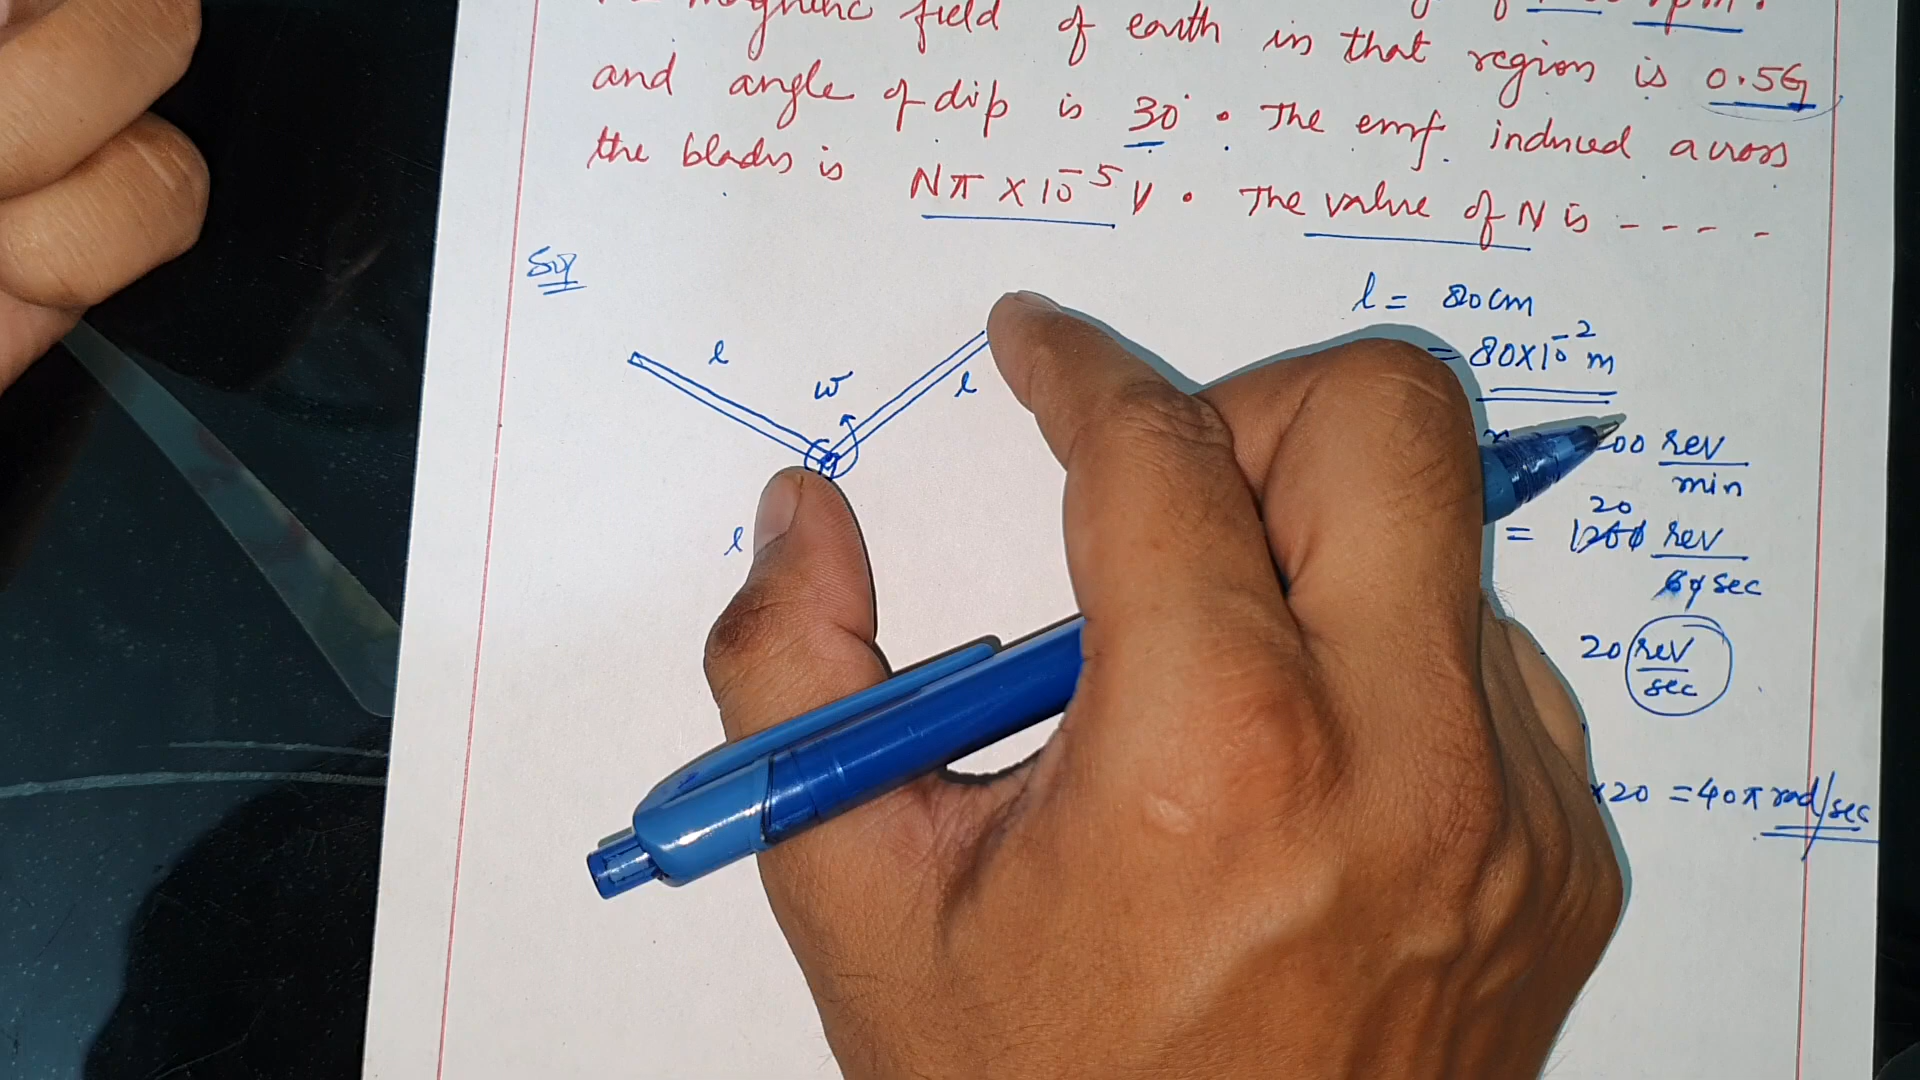 magnetic field of earth in that region is 0.5G
and angle of dip is 30° . The emf. induced across
the blades is Nπ × 10⁻⁵ V . The value of N is - - - -
Sol
l = 80cm
= 80×10⁻² m
l
ω
l
00 rev/min
20
= 1200 rev/60 sec
l
20 rev/sec
×20 = 40π rad/sec